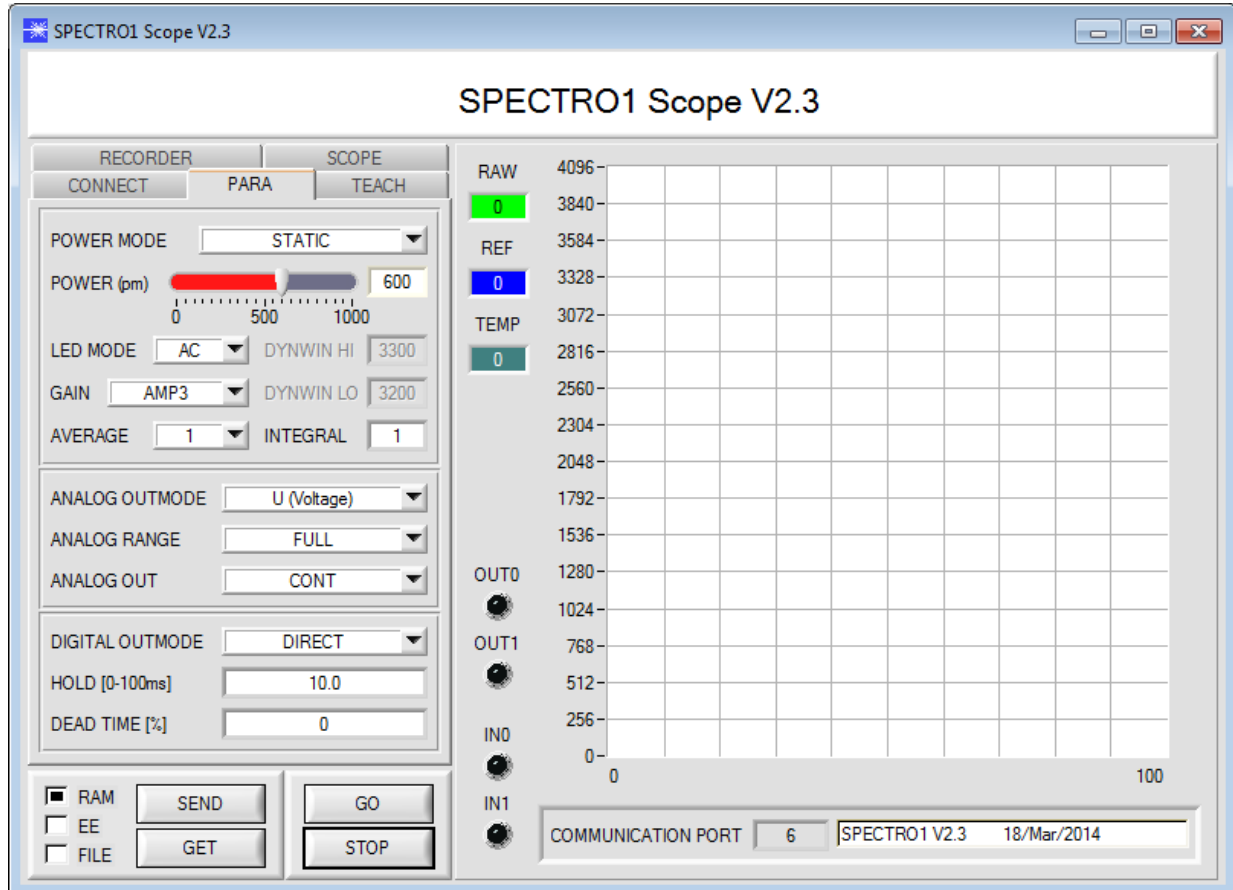 SPECTRO1 Scope V2.3
SPECTRO1 Scope V2.3
RECORDER SCOPE
CONNECT PARA TEACH
POWER MODE STATIC
POWER (pm) 600
0 500 1000
LED MODE AC DYNWIN HI 3300
GAIN AMP3 DYNWIN LO 3200
AVERAGE 1 INTEGRAL 1
ANALOG OUTMODE U (Voltage)
ANALOG RANGE FULL
ANALOG OUT CONT
DIGITAL OUTMODE DIRECT
HOLD [0-100ms] 10.0
DEAD TIME [%] 0
RAM SEND
EE
FILE GET
GO
STOP
RAW
0
REF
0
TEMP
0
OUT0
OUT1
IN0
IN1
4096
3840
3584
3328
3072
2816
2560
2304
2048
1792
1536
1280
1024
768
512
256
0
0 100
COMMUNICATION PORT 6 SPECTRO1 V2.3 18/Mar/2014